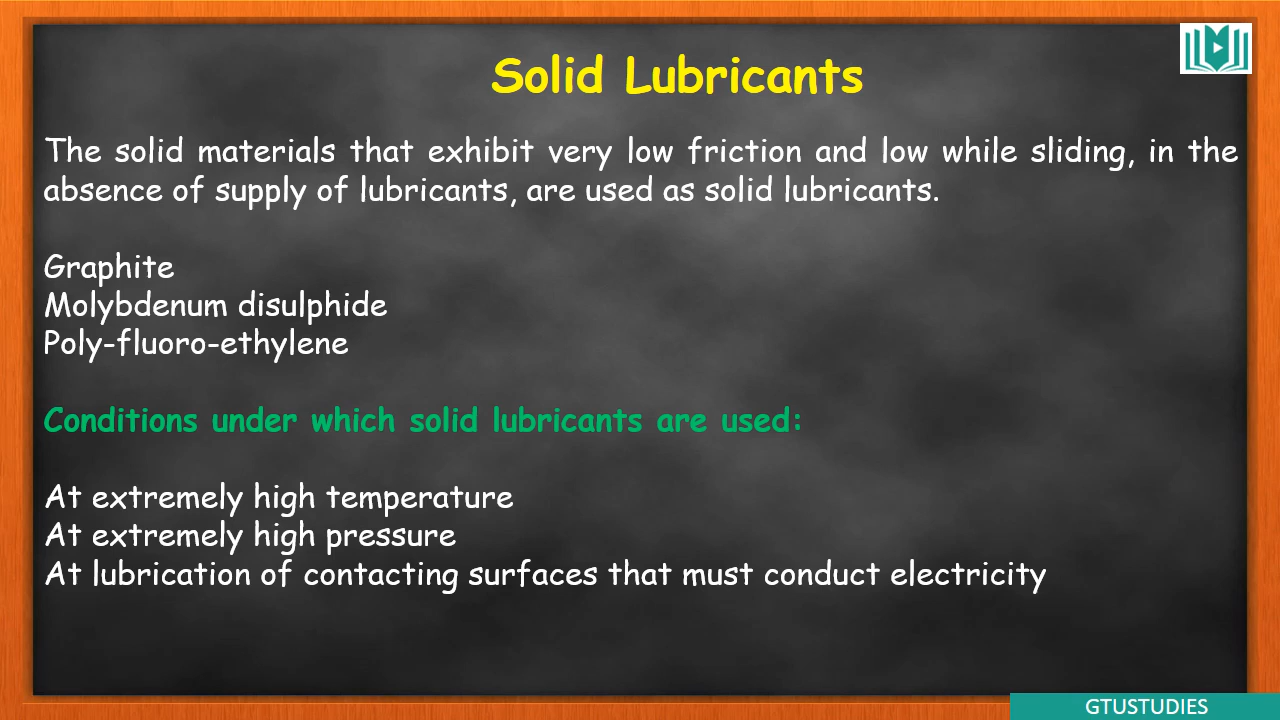 Solid Lubricants
The solid materials that exhibit very low friction and low while sliding, in the
absence of supply of lubricants, are used as solid lubricants.
Graphite
Molybdenum disulphide
Poly-fluoro-ethylene
Conditions under which solid lubricants are used:
At extremely high temperature
At extremely high pressure
At lubrication of contacting surfaces that must conduct electricity
GTUSTUDIES